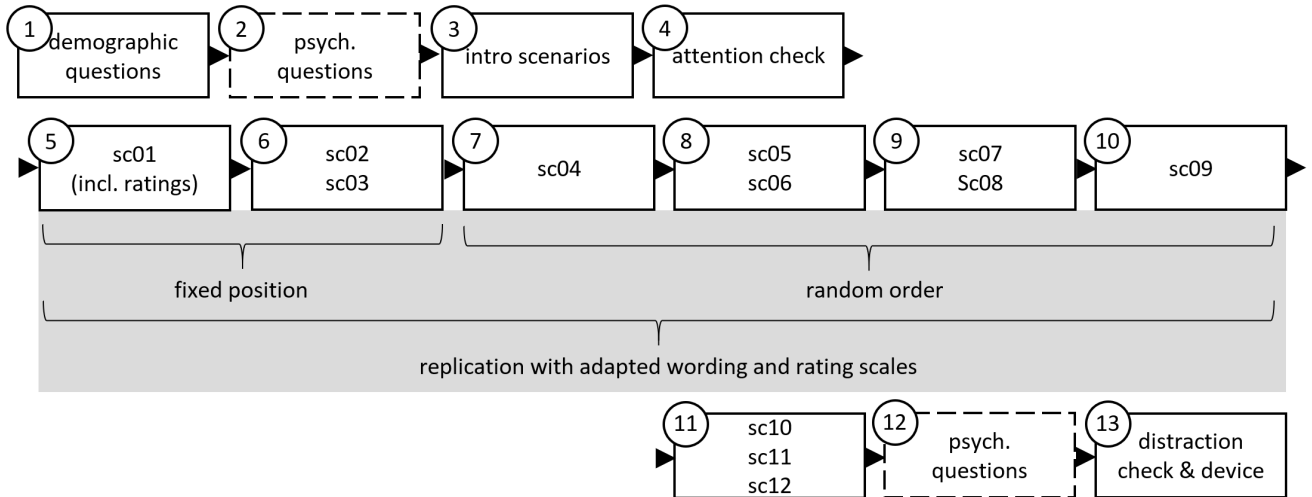 1
demographic
questions
2
psych.
questions
3
intro scenarios
4
attention check
5
sc01
(incl. ratings)
6
sc02
sc03
7
sc04
8
sc05
sc06
9
sc07
Sc08
10
sc09
fixed position
random order
replication with adapted wording and rating scales
11
sc10
sc11
sc12
12
psych.
questions
13
distraction
check & device